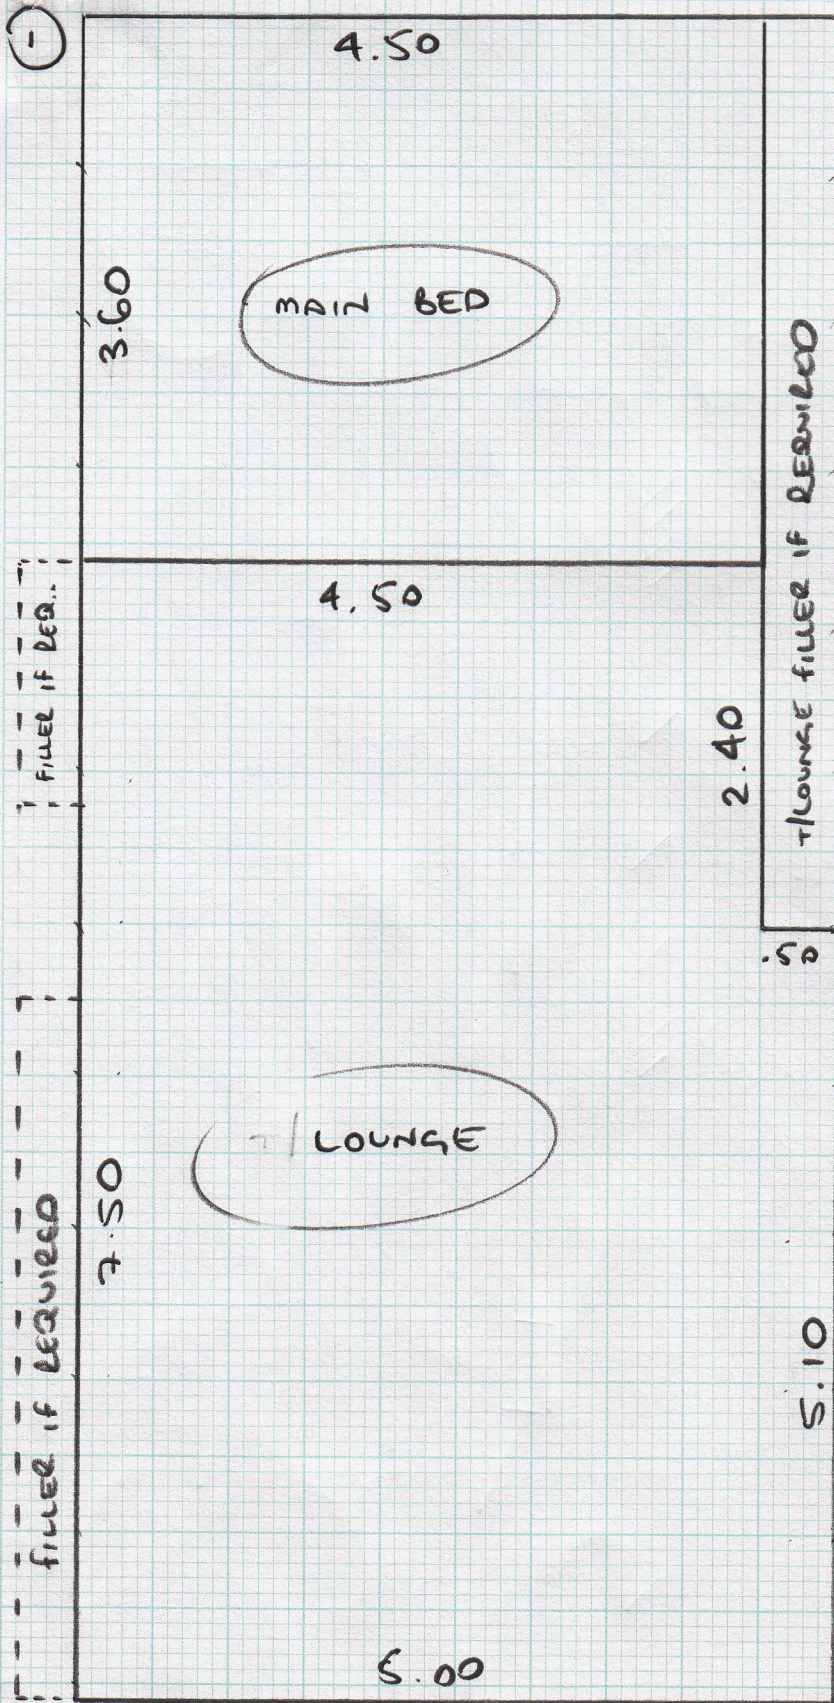 -
4.50
3.60
MAIN BED
4.50
FILLER IF REQ..
T/LOUNGE FILLER IF REQUIRED
2.40
.50
T/ LOUNGE
7.50
FILLER IF REQUIRED
5.10
5.00